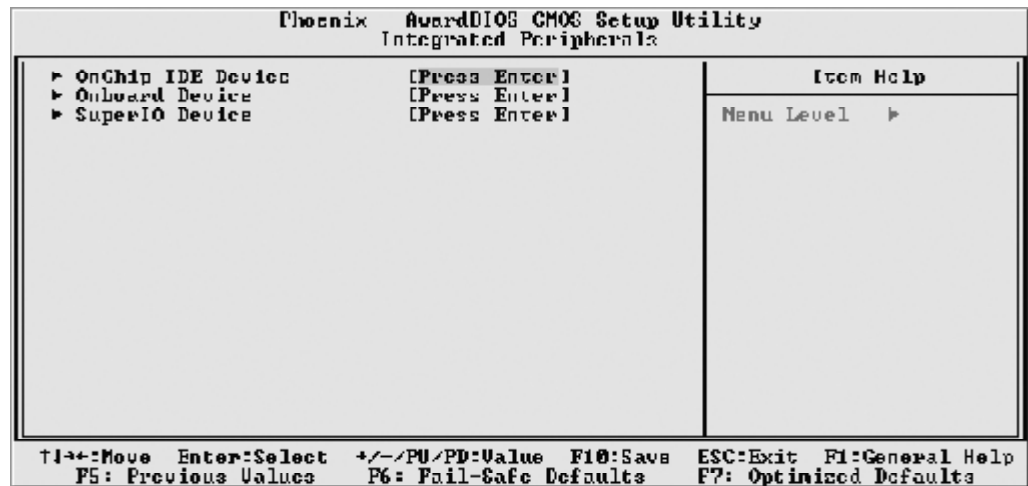 Phoenix - AwardBIOS CMOS Setup Utility
Integrated Peripherals
► OnChip IDE Device [Press Enter]
► Onboard Device [Press Enter]
► SuperIO Device [Press Enter]
Item Help
Menu Level ►
↑↓→←:Move Enter:Select +/-/PU/PD:Value F10:Save ESC:Exit F1:General Help
F5: Previous Values F6: Fail-Safe Defaults F7: Optimized Defaults